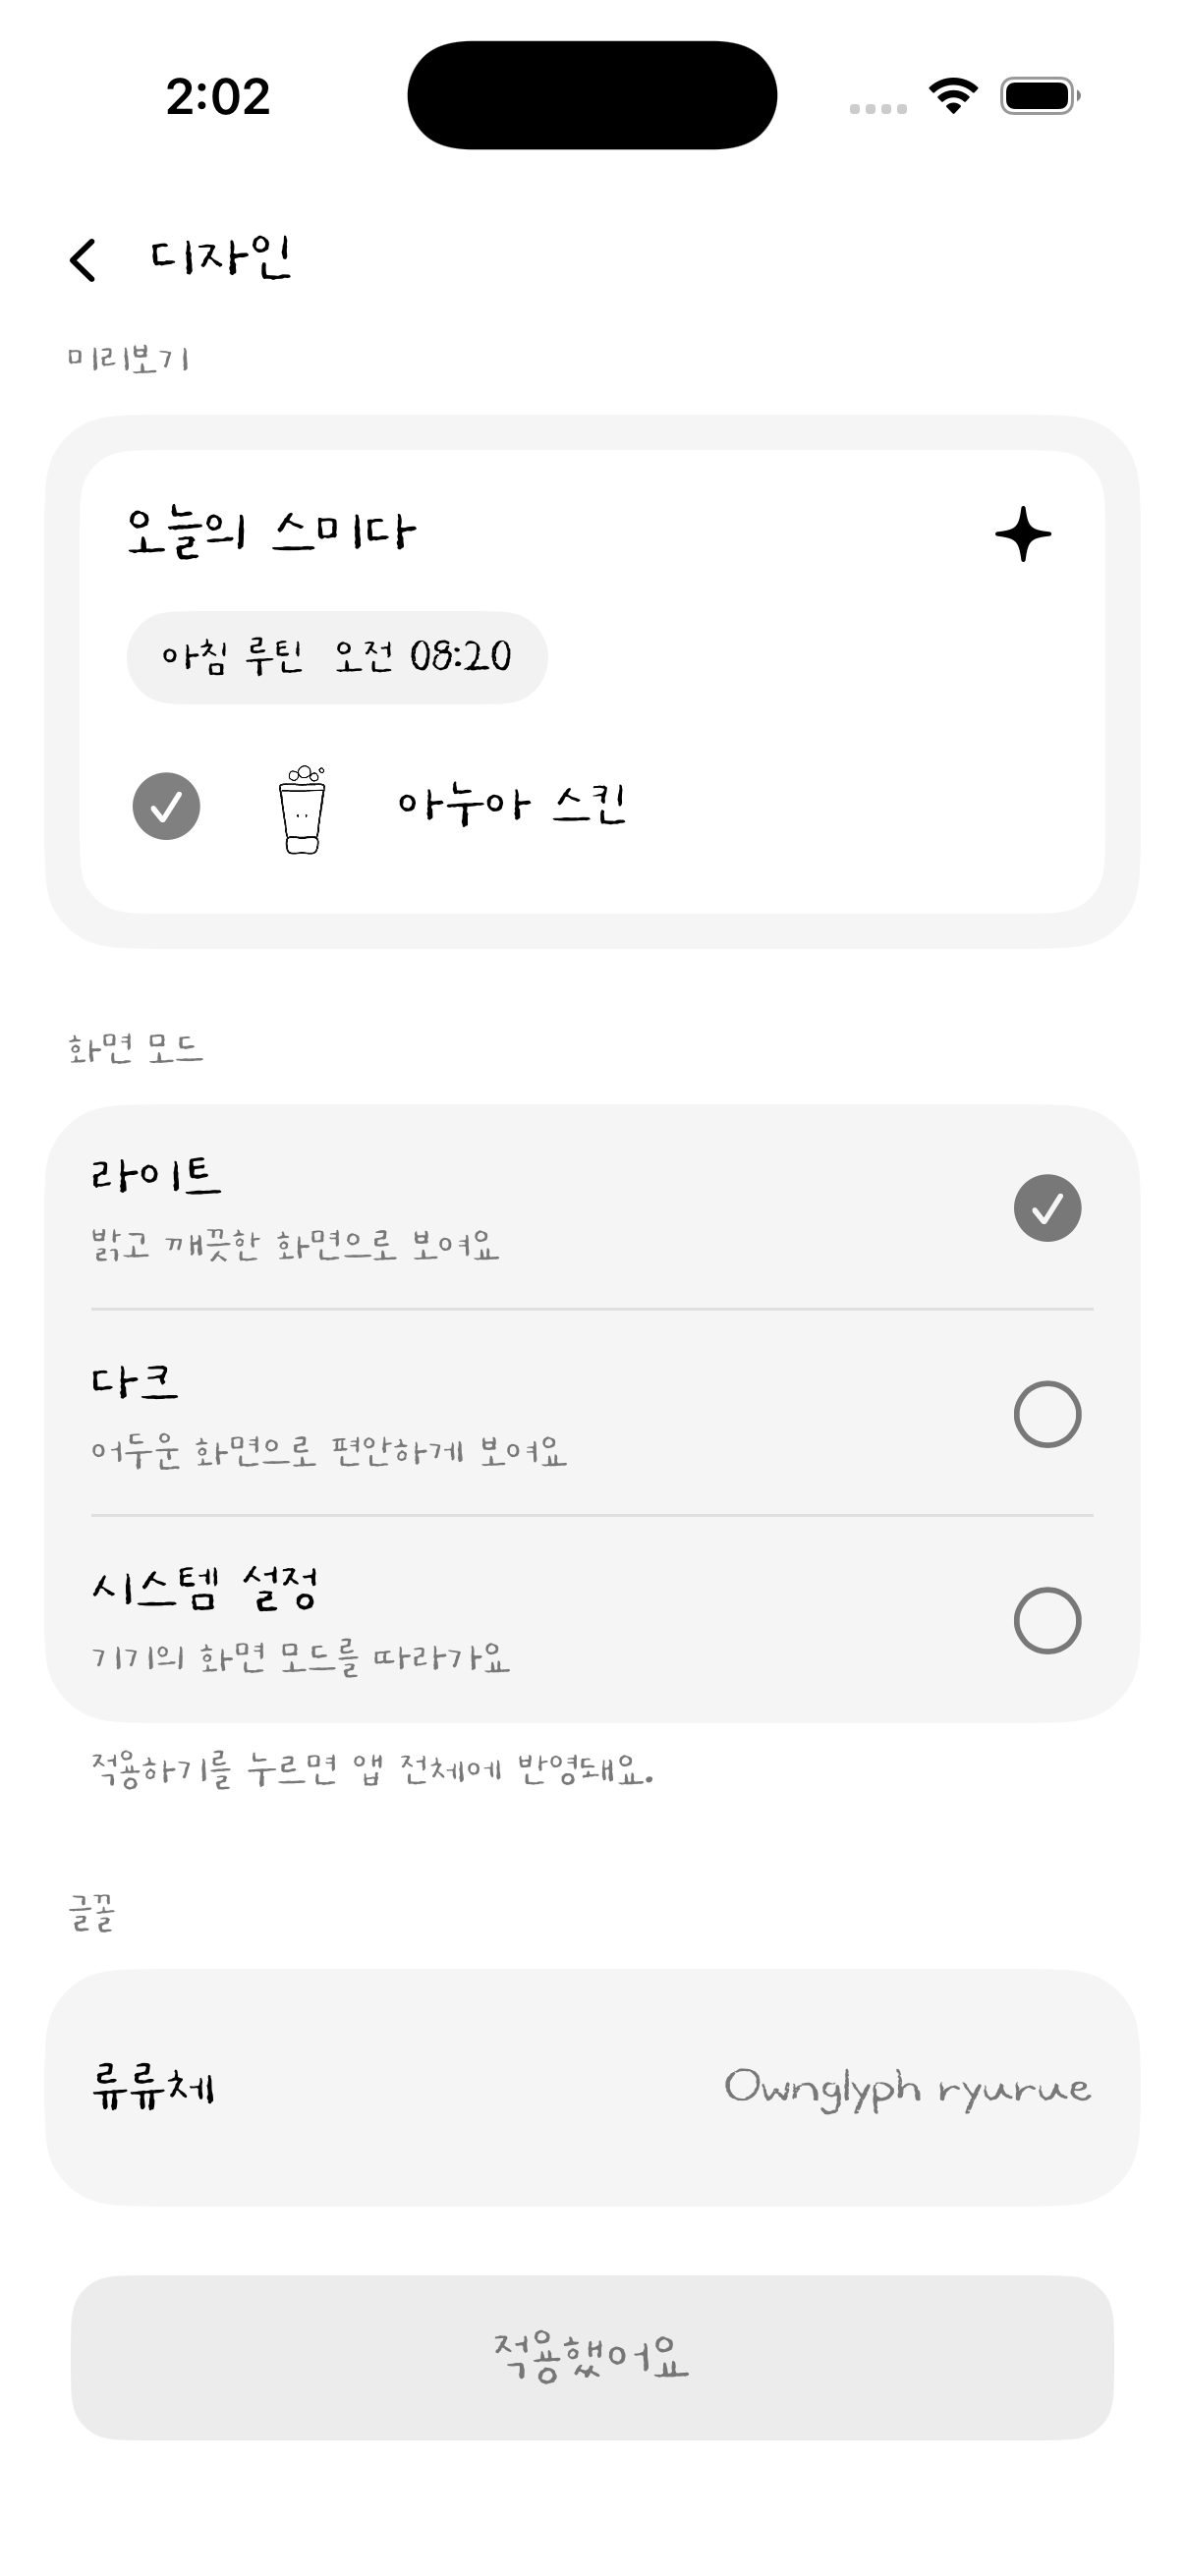 2:02
디자인
미리보기
오늘의 스미다
아침 루틴 오전 08:20
아누아 스킨
화면 모드
라이트
밝고 깨끗한 화면으로 보여요
다크
어두운 화면으로 편안하게 보여요
시스템 설정
기기의 화면 모드를 따라가요
적용하기를 누르면 앱 전체에 반영돼요.
글꼴
류류체 Ownglyph ryurue
적용했어요